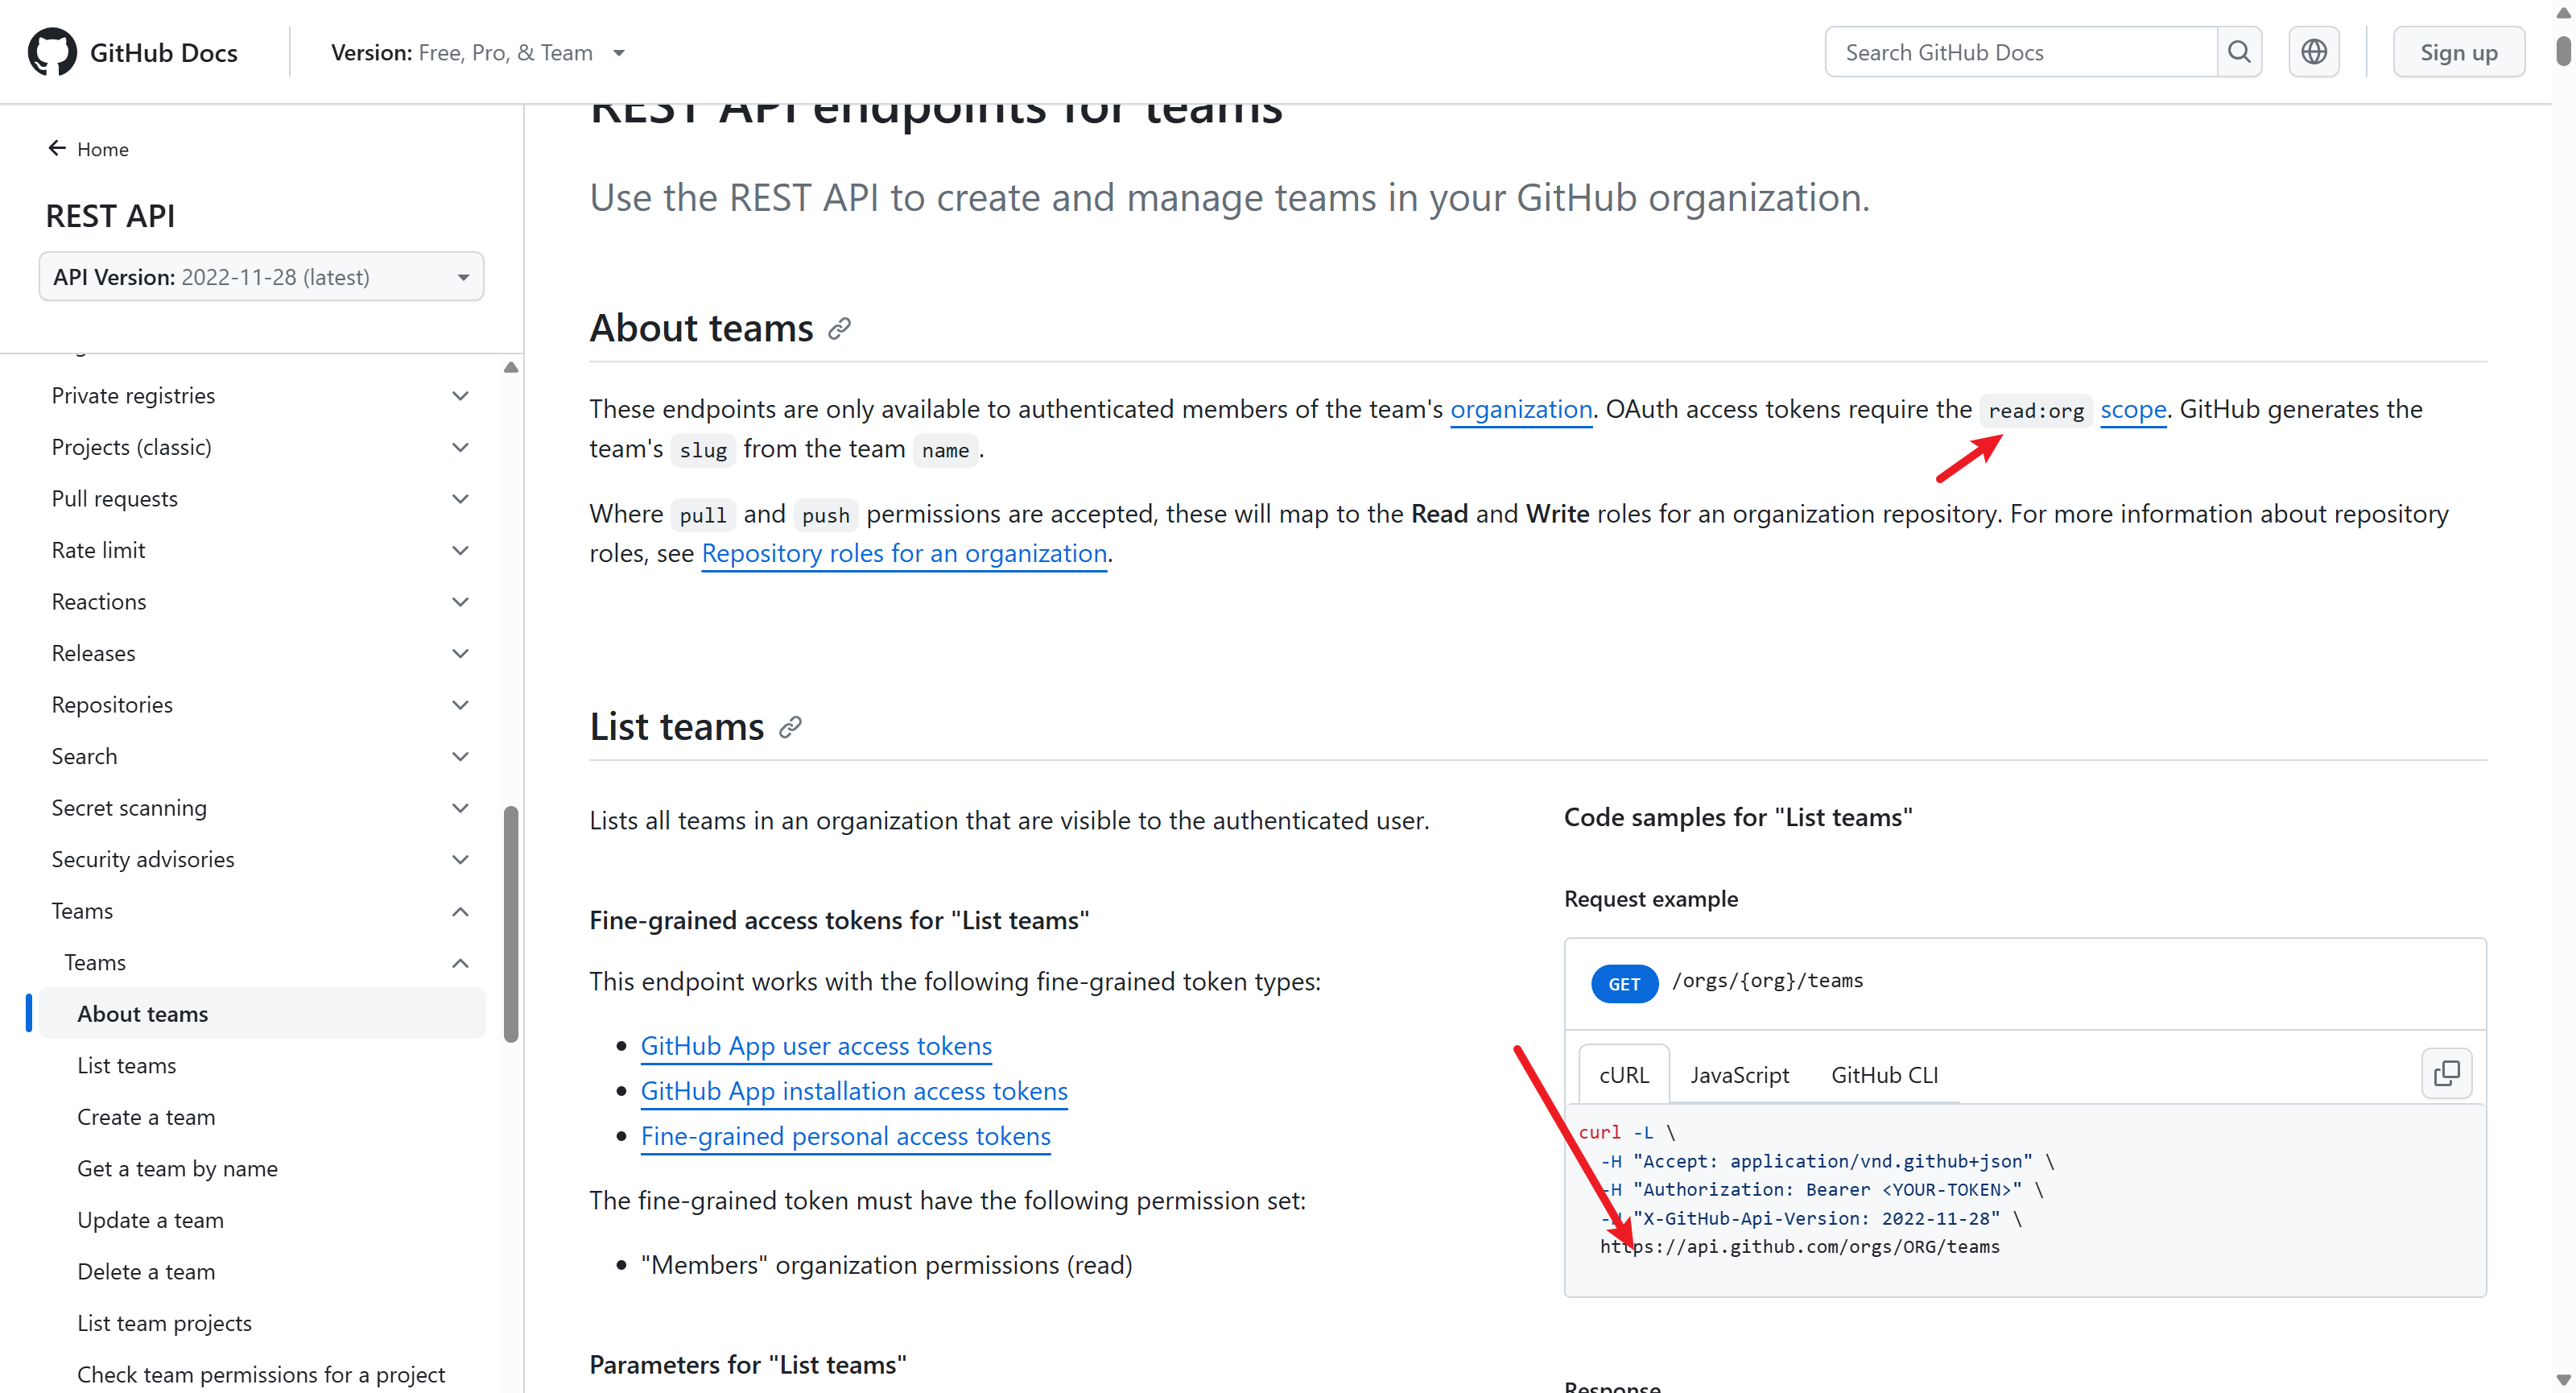 GitHub Docs
Version: Free, Pro, & Team
Search GitHub Docs
Sign up
Home
REST API
API Version: 2022-11-28 (latest)
Private registries
Projects (classic)
Pull requests
Rate limit
Reactions
Releases
Repositories
Search
Secret scanning
Security advisories
Teams
Teams
About teams
List teams
Create a team
Get a team by name
Update a team
Delete a team
List team projects
Check team permissions for a project
REST API endpoints for teams
Use the REST API to create and manage teams in your GitHub organization.
About teams
These endpoints are only available to authenticated members of the team's organization. OAuth access tokens require the read:org scope. GitHub generates the
team's slug from the team name.
Where pull and push permissions are accepted, these will map to the Read and Write roles for an organization repository. For more information about repository
roles, see Repository roles for an organization.
List teams
Lists all teams in an organization that are visible to the authenticated user.
Fine-grained access tokens for "List teams"
This endpoint works with the following fine-grained token types:
• GitHub App user access tokens
• GitHub App installation access tokens
• Fine-grained personal access tokens
The fine-grained token must have the following permission set:
• "Members" organization permissions (read)
Parameters for "List teams"
Code samples for "List teams"
Request example
GET /orgs/{org}/teams
cURL JavaScript GitHub CLI
curl -L \
-H "Accept: application/vnd.github+json" \
-H "Authorization: Bearer <YOUR-TOKEN>" \
-H "X-GitHub-Api-Version: 2022-11-28" \
https://api.github.com/orgs/ORG/teams
Response